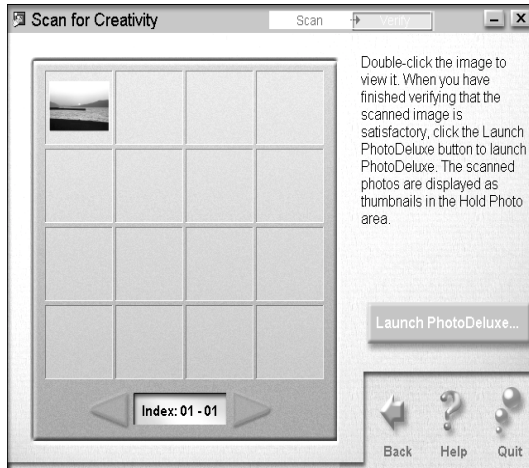 Scan for Creativity
Scan
Verify
Double-click the image to
view it. When you have
finished verifying that the
scanned image is
satisfactory, click the Launch
PhotoDeluxe button to launch
PhotoDeluxe. The scanned
photos are displayed as
thumbnails in the Hold Photo
area.
Launch PhotoDeluxe...
Index: 01 - 01
Back
Help
Quit